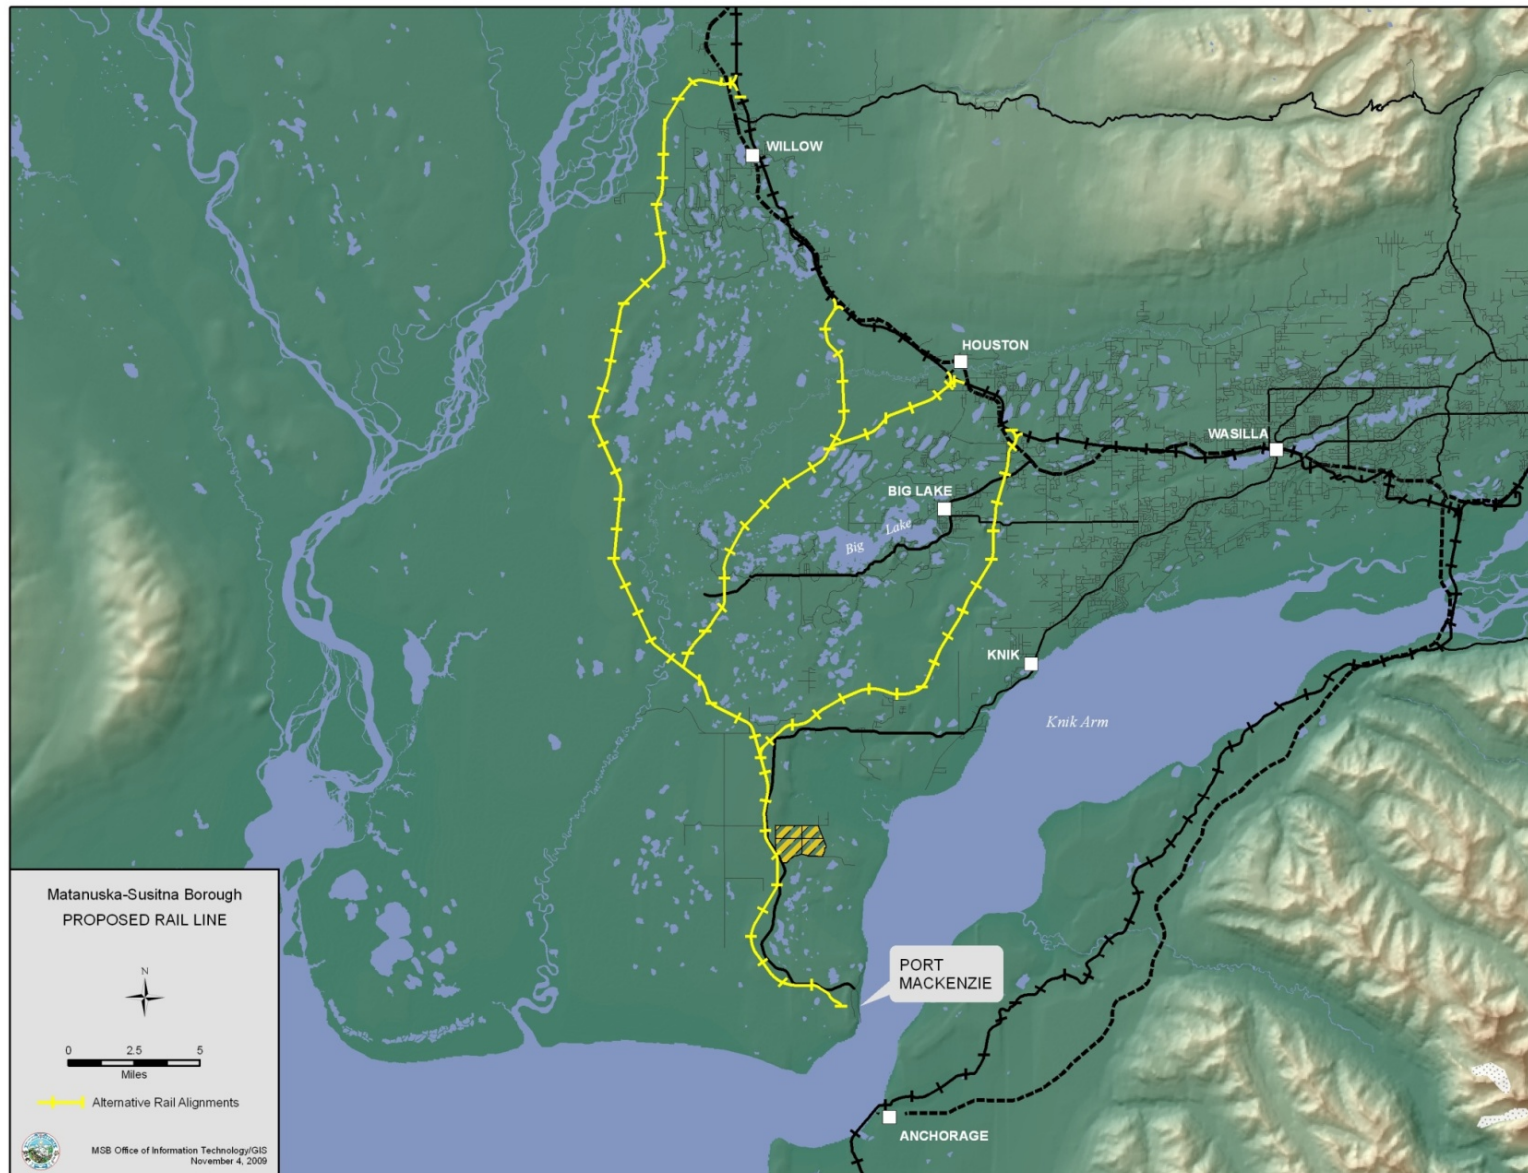 WILLOW
HOUSTON
WASILLA
BIG LAKE
Big Lake
KNIK
Knik Arm
PORT
MACKENZIE
ANCHORAGE
Matanuska-Susitna Borough
PROPOSED RAIL LINE
N
0 2.5 5
Miles
Alternative Rail Alignments
MSB Office of Information Technology/GIS
November 4, 2009